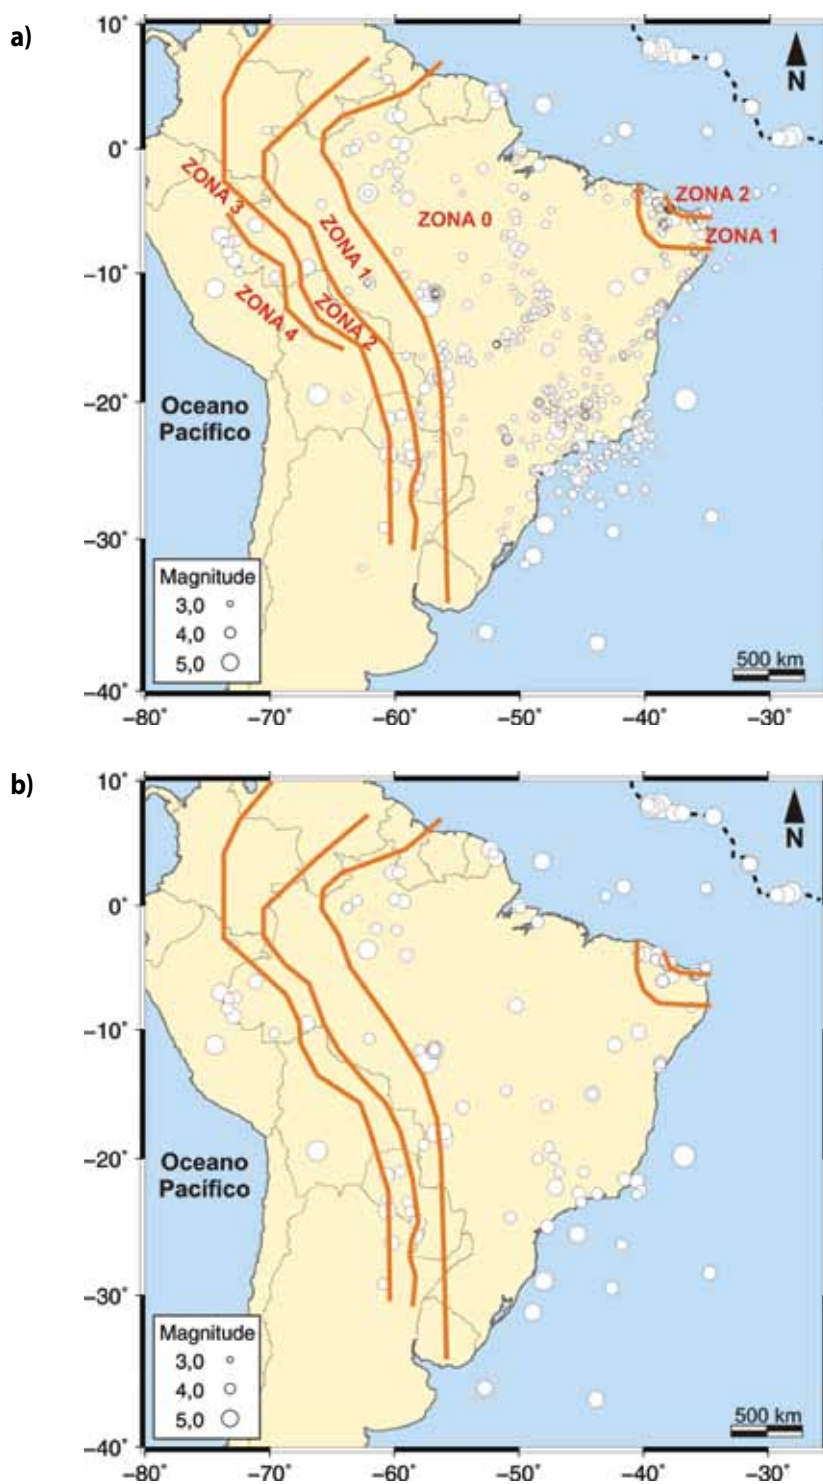 a)
10°
0°
−10°
−20°
−30°
−40°
−80°
−70°
−60°
−50°
−40°
−30°
N
ZONA 3
ZONA 4
ZONA 1
ZONA 2
ZONA 0
ZONA 2
ZONA 1
Oceano
Pacífico
Magnitude
3,0
4,0
5,0
500 km
b)
10°
0°
−10°
−20°
−30°
−40°
−80°
−70°
−60°
−50°
−40°
−30°
N
Oceano
Pacífico
Magnitude
3,0
4,0
5,0
500 km